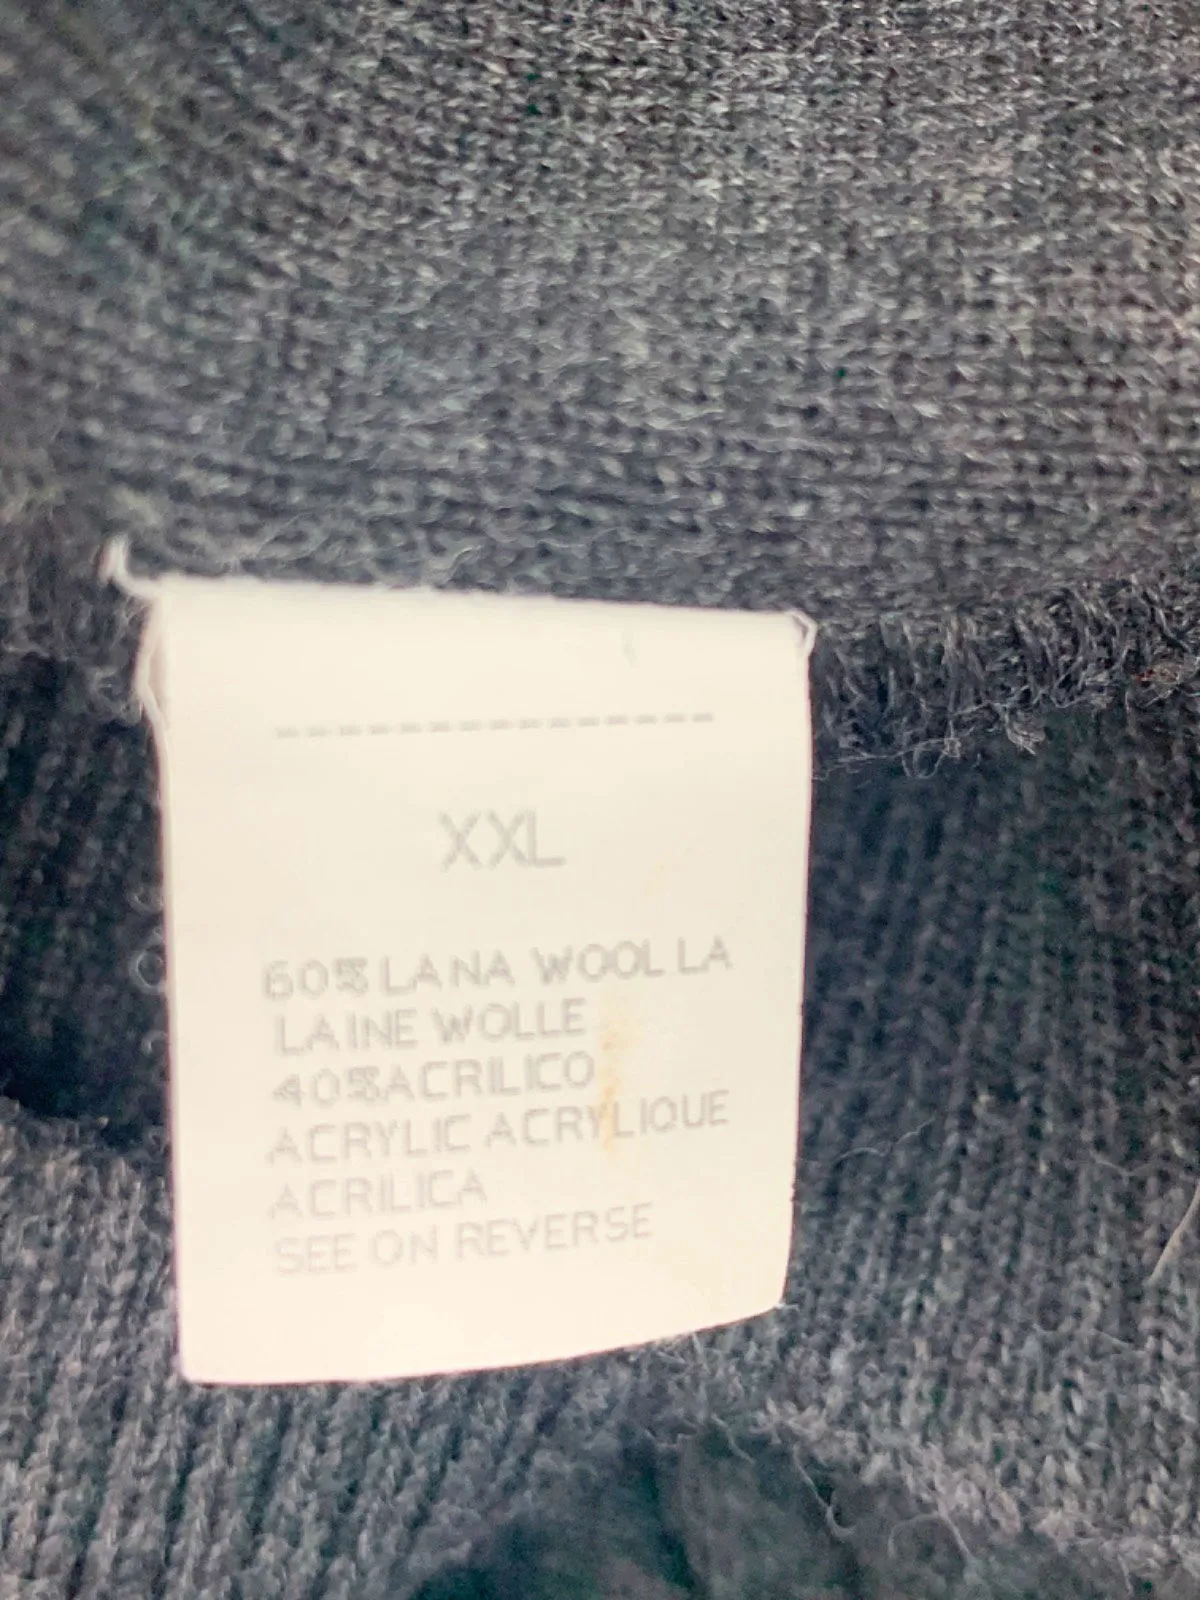 ---------------
XXL
60%LANA WOOL LA
LAINE WOLLE
40%ACRILICO
ACRYLIC ACRYLIQUE
ACRILICA
SEE ON REVERSE